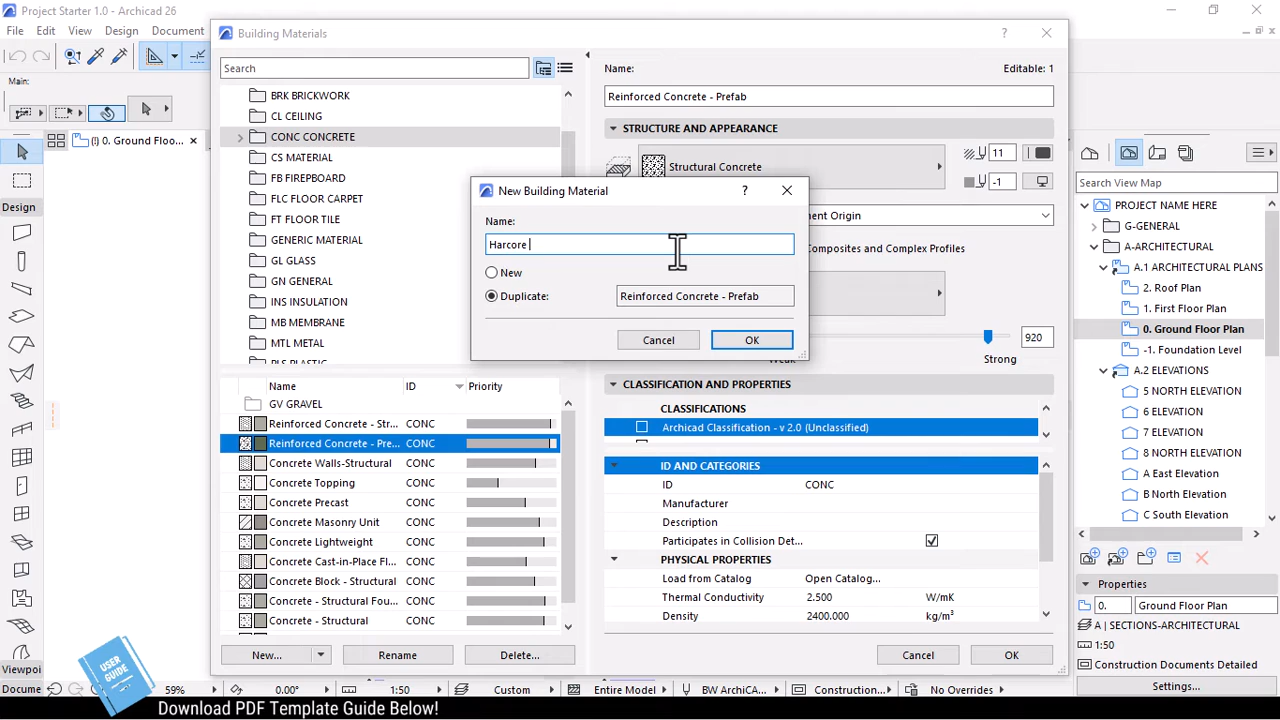 Project Starter 1.0 - Archicad 26
File Edit View Design Document
Main:
(!) 0. Ground Floo...
Design
Viewpoi
Docume
59%
0.00°
1:50
Custom
Entire Model
BW ArchiCA...
Construction...
No Overrides
Building Materials
Search
BRK BRICKWORK
CL CEILING
CONC CONCRETE
CS MATERIAL
FB FIREPBOARD
FLC FLOOR CARPET
FT FLOOR TILE
GENERIC MATERIAL
GL GLASS
GN GENERAL
INS INSULATION
MB MEMBRANE
MTL METAL
PLS PLASTIC
Name ID Priority
GV GRAVEL
Reinforced Concrete - Str... CONC
Reinforced Concrete - Pre... CONC
Concrete Walls-Structural CONC
Concrete Topping CONC
Concrete Precast CONC
Concrete Masonry Unit CONC
Concrete Lightweight CONC
Concrete Cast-in-Place Fl... CONC
Concrete Block - Structural CONC
Concrete - Structural Fou... CONC
Concrete - Structural CONC
New... Rename Delete...
Name: Editable: 1
Reinforced Concrete - Prefab
STRUCTURE AND APPEARANCE
Structural Concrete
11
-1
ment Origin
Composites and Complex Profiles
920
Weak Strong
CLASSIFICATION AND PROPERTIES
CLASSIFICATIONS
Archicad Classification - v 2.0 (Unclassified)
ID AND CATEGORIES
ID CONC
Manufacturer
Description
Participates in Collision Det...
PHYSICAL PROPERTIES
Load from Catalog Open Catalog...
Thermal Conductivity 2.500 W/mK
Density 2400.000 kg/m³
Cancel OK
New Building Material
Name:
Harcore
New
Duplicate: Reinforced Concrete - Prefab
Cancel OK
Search View Map
PROJECT NAME HERE
G-GENERAL
A-ARCHITECTURAL
A.1 ARCHITECTURAL PLANS
2. Roof Plan
1. First Floor Plan
0. Ground Floor Plan
-1. Foundation Level
A.2 ELEVATIONS
5 NORTH ELEVATION
6 ELEVATION
7 ELEVATION
8 NORTH ELEVATION
A East Elevation
B North Elevation
C South Elevation
Properties
0. Ground Floor Plan
A | SECTIONS-ARCHITECTURAL
1:50
Construction Documents Detailed
Settings...
USER GUIDE
Download PDF Template Guide Below!